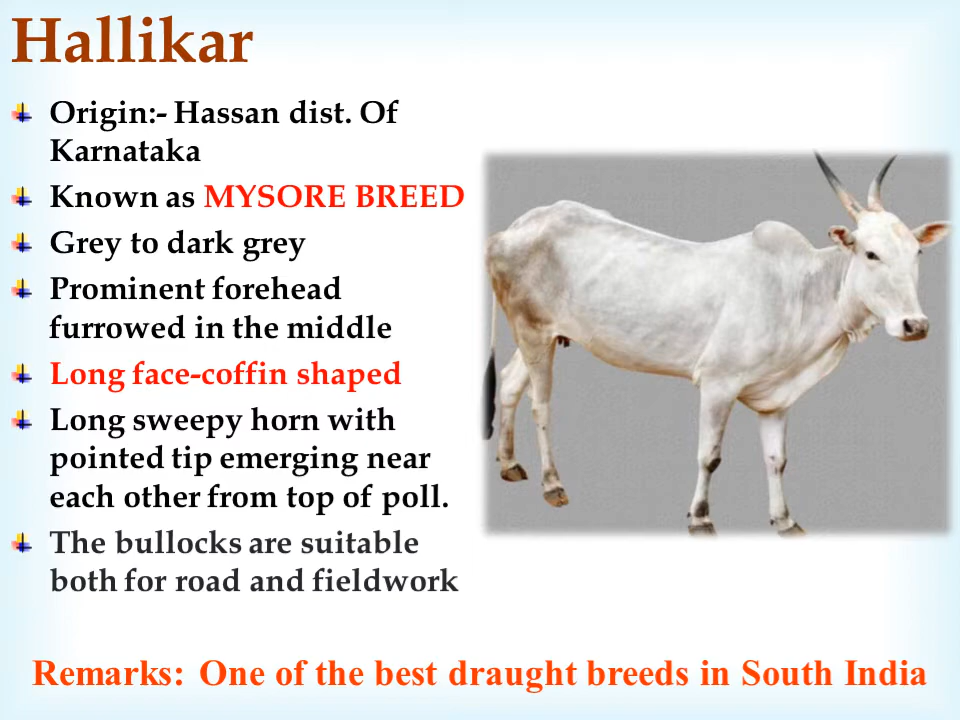 Hallikar
Origin:- Hassan dist. Of
Karnataka
Known as MYSORE BREED
Grey to dark grey
Prominent forehead
furrowed in the middle
Long face-coffin shaped
Long sweepy horn with
pointed tip emerging near
each other from top of poll.
The bullocks are suitable
both for road and fieldwork
Remarks: One of the best draught breeds in South India